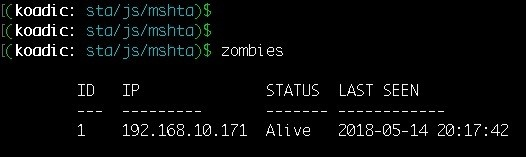 [(koadic: sta/js/mshta)$
[(koadic: sta/js/mshta)$
[(koadic: sta/js/mshta)$ zombies
ID IP STATUS LAST SEEN
--- --------- ------- ------------
1 192.168.10.171 Alive 2018-05-14 20:17:42